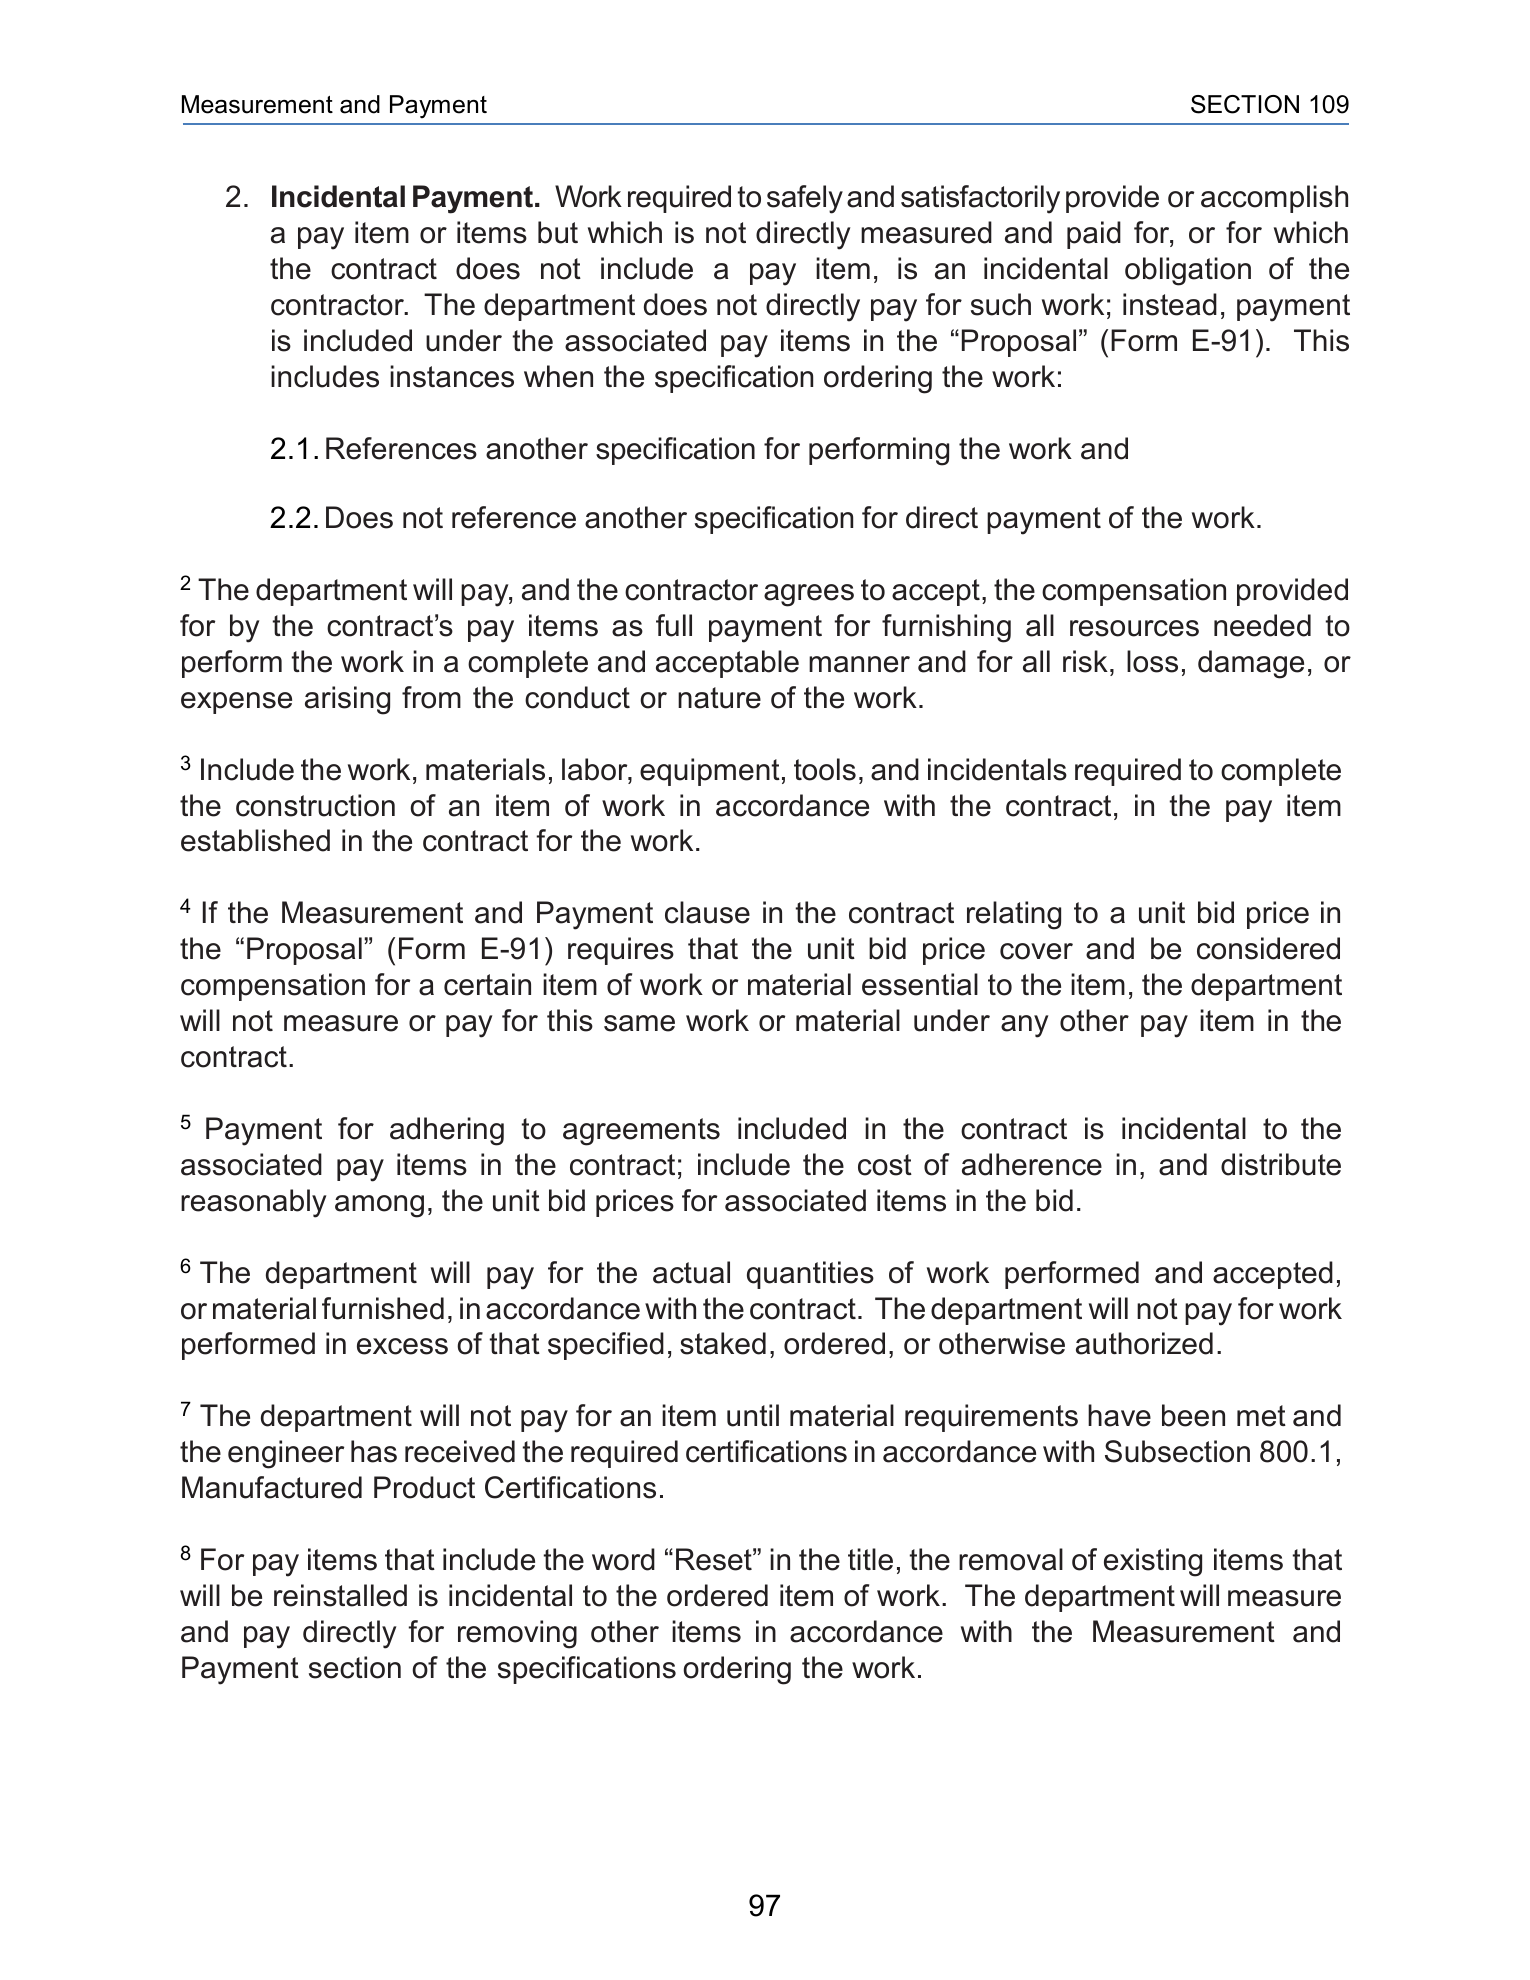 Measurement and Payment SECTION 109
2. Incidental Payment. Work required to safely and satisfactorily provide or accomplish
a pay item or items but which is not directly measured and paid for, or for which
the contract does not include a pay item, is an incidental obligation of the
contractor. The department does not directly pay for such work; instead, payment
is included under the associated pay items in the “Proposal” (Form E-91). This
includes instances when the specification ordering the work:
2.1. References another specification for performing the work and
2.2. Does not reference another specification for direct payment of the work.
2 The department will pay, and the contractor agrees to accept, the compensation provided
for by the contract’s pay items as full payment for furnishing all resources needed to
perform the work in a complete and acceptable manner and for all risk, loss, damage, or
expense arising from the conduct or nature of the work.
3 Include the work, materials, labor, equipment, tools, and incidentals required to complete
the construction of an item of work in accordance with the contract, in the pay item
established in the contract for the work.
4 If the Measurement and Payment clause in the contract relating to a unit bid price in
the “Proposal” (Form E-91) requires that the unit bid price cover and be considered
compensation for a certain item of work or material essential to the item, the department
will not measure or pay for this same work or material under any other pay item in the
contract.
5 Payment for adhering to agreements included in the contract is incidental to the
associated pay items in the contract; include the cost of adherence in, and distribute
reasonably among, the unit bid prices for associated items in the bid.
6 The department will pay for the actual quantities of work performed and accepted,
or material furnished, in accordance with the contract. The department will not pay for work
performed in excess of that specified, staked, ordered, or otherwise authorized.
7 The department will not pay for an item until material requirements have been met and
the engineer has received the required certifications in accordance with Subsection 800.1,
Manufactured Product Certifications.
8 For pay items that include the word “Reset” in the title, the removal of existing items that
will be reinstalled is incidental to the ordered item of work. The department will measure
and pay directly for removing other items in accordance with the Measurement and
Payment section of the specifications ordering the work.
97